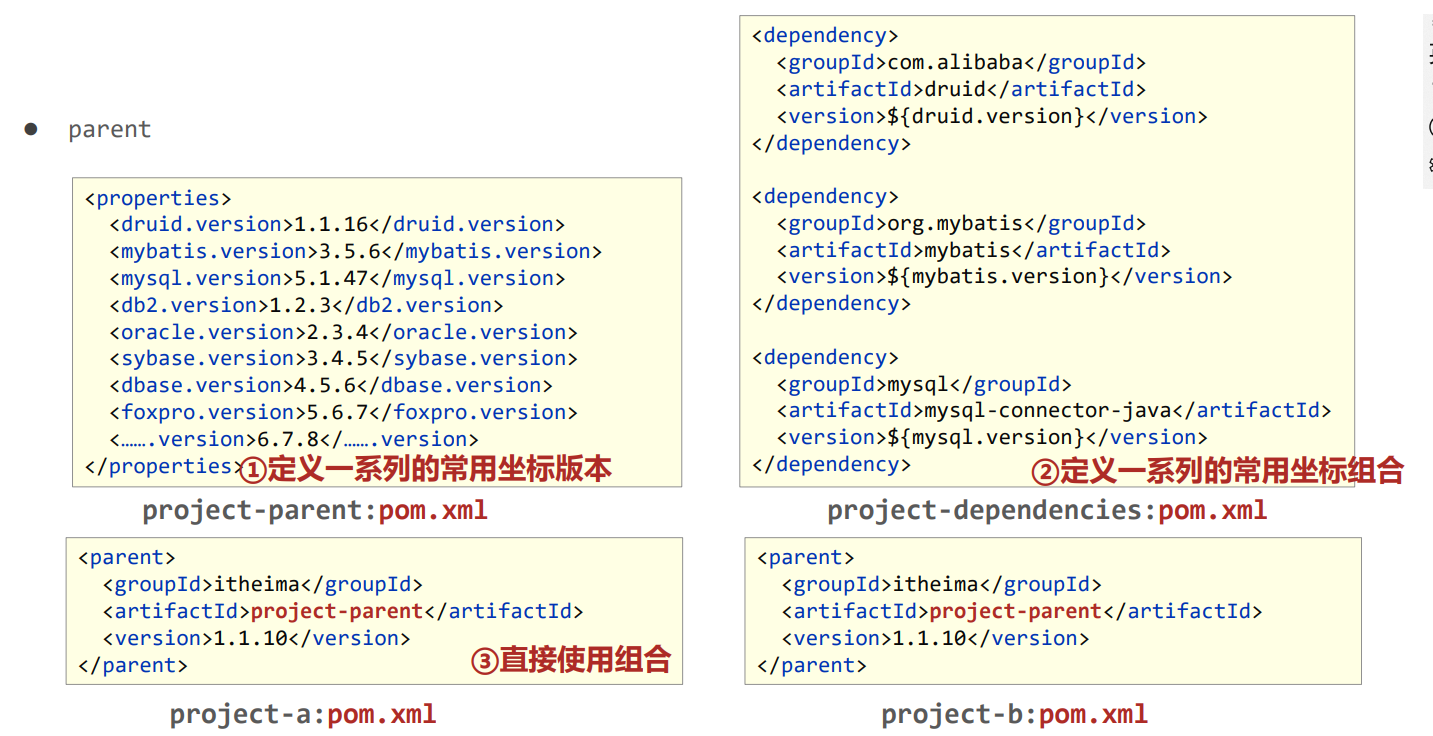 ● parent
<properties>
<druid.version>1.1.16</druid.version>
<mybatis.version>3.5.6</mybatis.version>
<mysql.version>5.1.47</mysql.version>
<db2.version>1.2.3</db2.version>
<oracle.version>2.3.4</oracle.version>
<sybase.version>3.4.5</sybase.version>
<dbase.version>4.5.6</dbase.version>
<foxpro.version>5.6.7</foxpro.version>
<…….version>6.7.8</…….version>
</properties>
①定义一系列的常用坐标版本
project-parent:pom.xml
<dependency>
<groupId>com.alibaba</groupId>
<artifactId>druid</artifactId>
<version>${druid.version}</version>
</dependency>
<dependency>
<groupId>org.mybatis</groupId>
<artifactId>mybatis</artifactId>
<version>${mybatis.version}</version>
</dependency>
<dependency>
<groupId>mysql</groupId>
<artifactId>mysql-connector-java</artifactId>
<version>${mysql.version}</version>
</dependency>
②定义一系列的常用坐标组合
project-dependencies:pom.xml
<parent>
<groupId>itheima</groupId>
<artifactId>project-parent</artifactId>
<version>1.1.10</version>
</parent>
③直接使用组合
project-a:pom.xml
<parent>
<groupId>itheima</groupId>
<artifactId>project-parent</artifactId>
<version>1.1.10</version>
</parent>
project-b:pom.xml